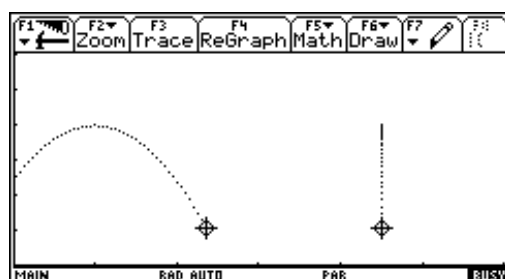 F1 F2 F3 F4 F5 F6 F7
Zoom Trace ReGraph Math Draw
MAIN RAD AUTO PAR BUSY